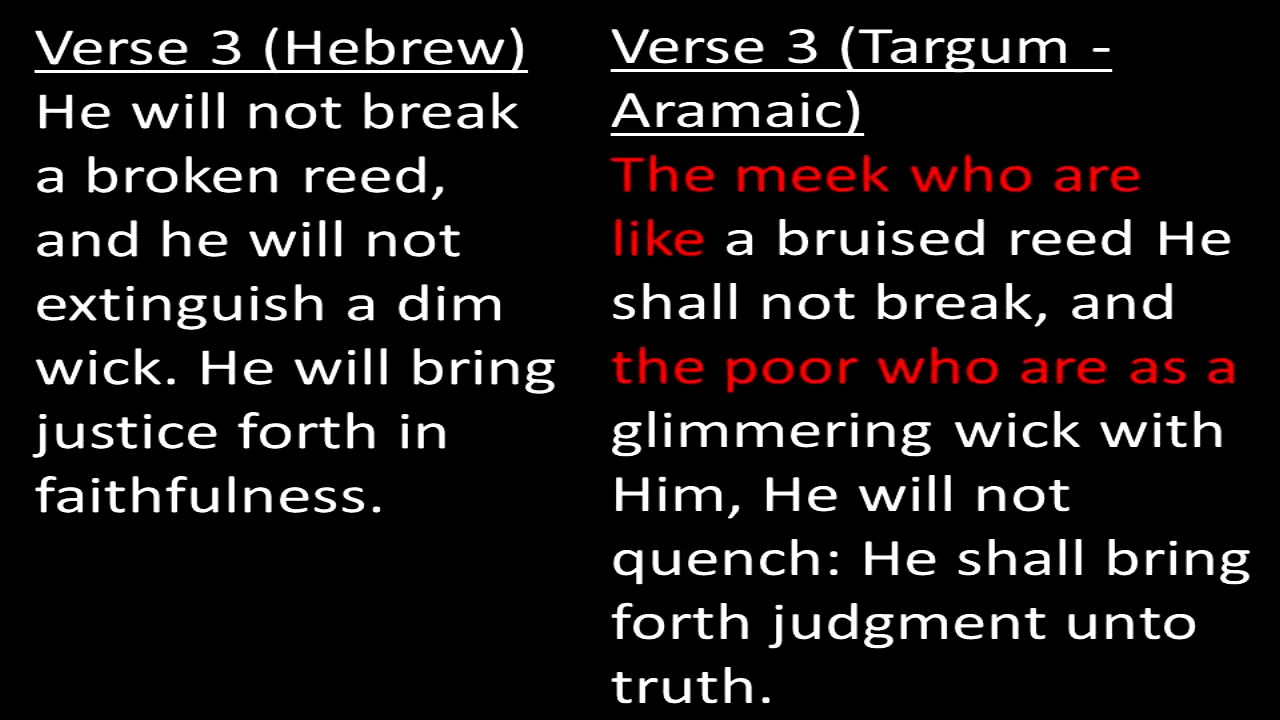 Verse 3 (Hebrew)
He will not break
a broken reed,
and he will not
extinguish a dim
wick. He will bring
justice forth in
faithfulness.
Verse 3 (Targum -
Aramaic)
The meek who are
like a bruised reed He
shall not break, and
the poor who are as a
glimmering wick with
Him, He will not
quench: He shall bring
forth judgment unto
truth.